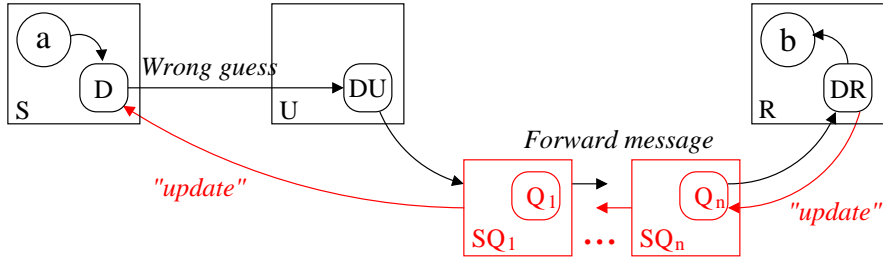 a
b
Wrong guess
D
DU
DR
S
U
R
Forward message
"update"
Q1
Qn
"update"
SQ1
...
SQn